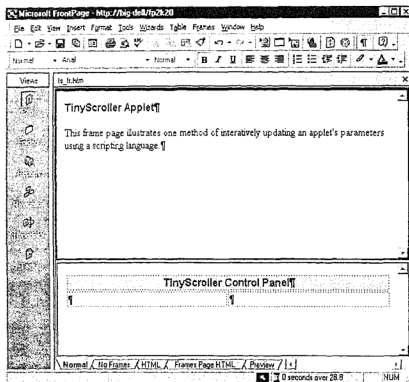 Microsoft FrontPage - http://big-dell/fp2k20
File Edit View Insert Format Tools Wizards Table Frames Window Help
Normal Arial Normal B I U
Views ts_fr.htm
TinyScroller Applet¶
This frame page illustrates one method of interatively updating an applet's parameters
using a scripting language.¶
TinyScroller Control Panel¶
¶ ¶
Normal No Frames HTML Frames Page HTML Preview
0 seconds over 28.8 NUM